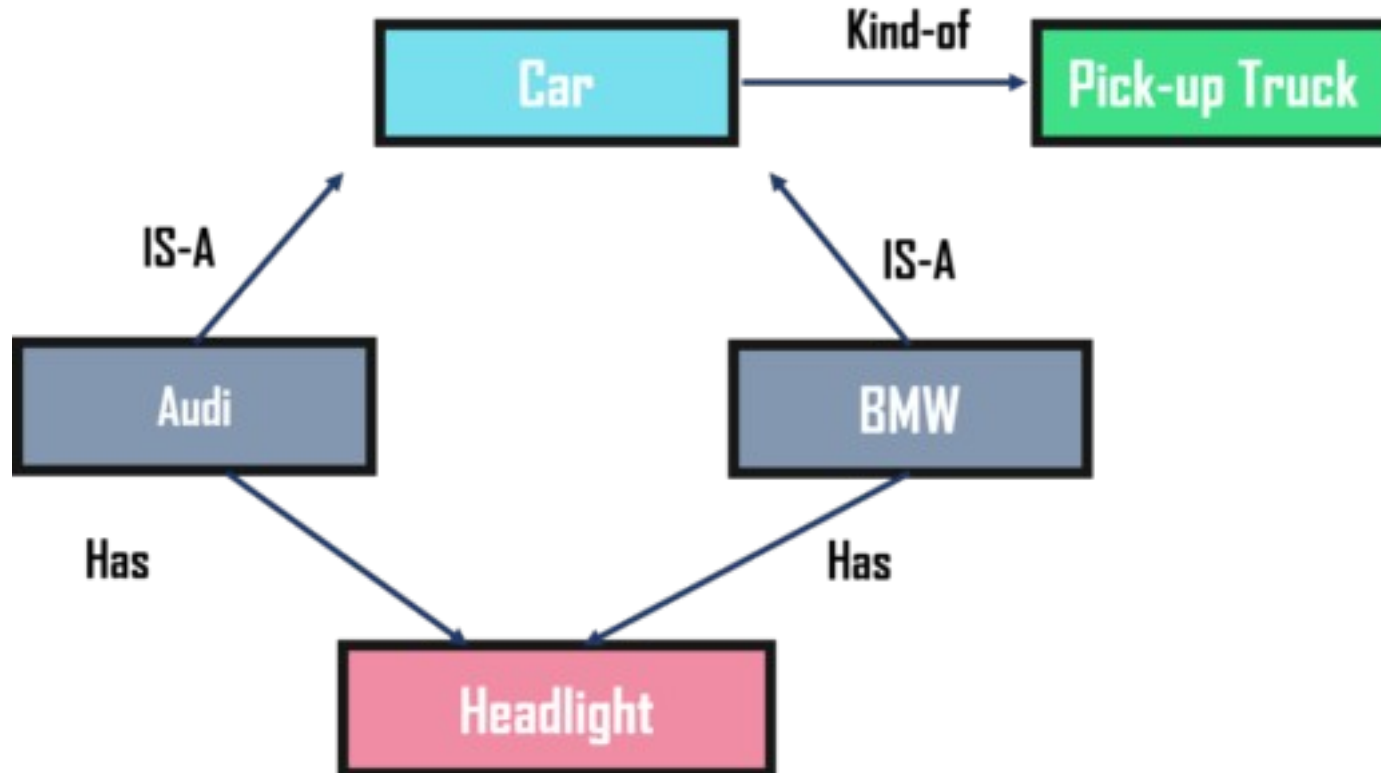 Kind-of
Car
Pick-up Truck
IS-A
IS-A
Audi
BMW
Has
Has
Headlight